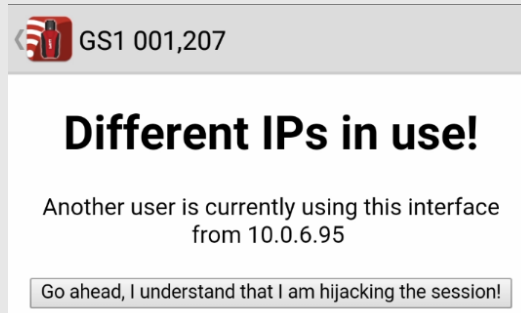 GS1 001,207
Different IPs in use!
Another user is currently using this interface
from 10.0.6.95
Go ahead, I understand that I am hijacking the session!